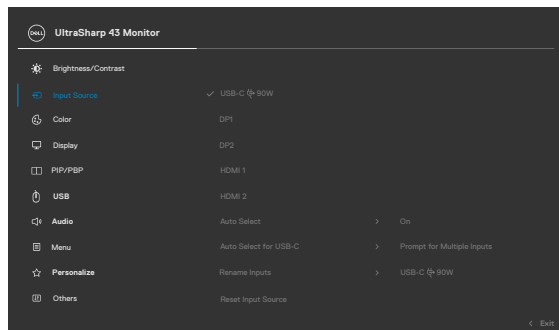 DELL UltraSharp 43 Monitor
Brightness/Contrast
Input Source USB-C 90W
Color DP1
Display DP2
PIP/PBP HDMI 1
USB HDMI 2
Audio Auto Select > On
Menu Auto Select for USB-C > Prompt for Multiple Inputs
Personalize Rename Inputs > USB-C 90W
Others Reset Input Source
< Exit